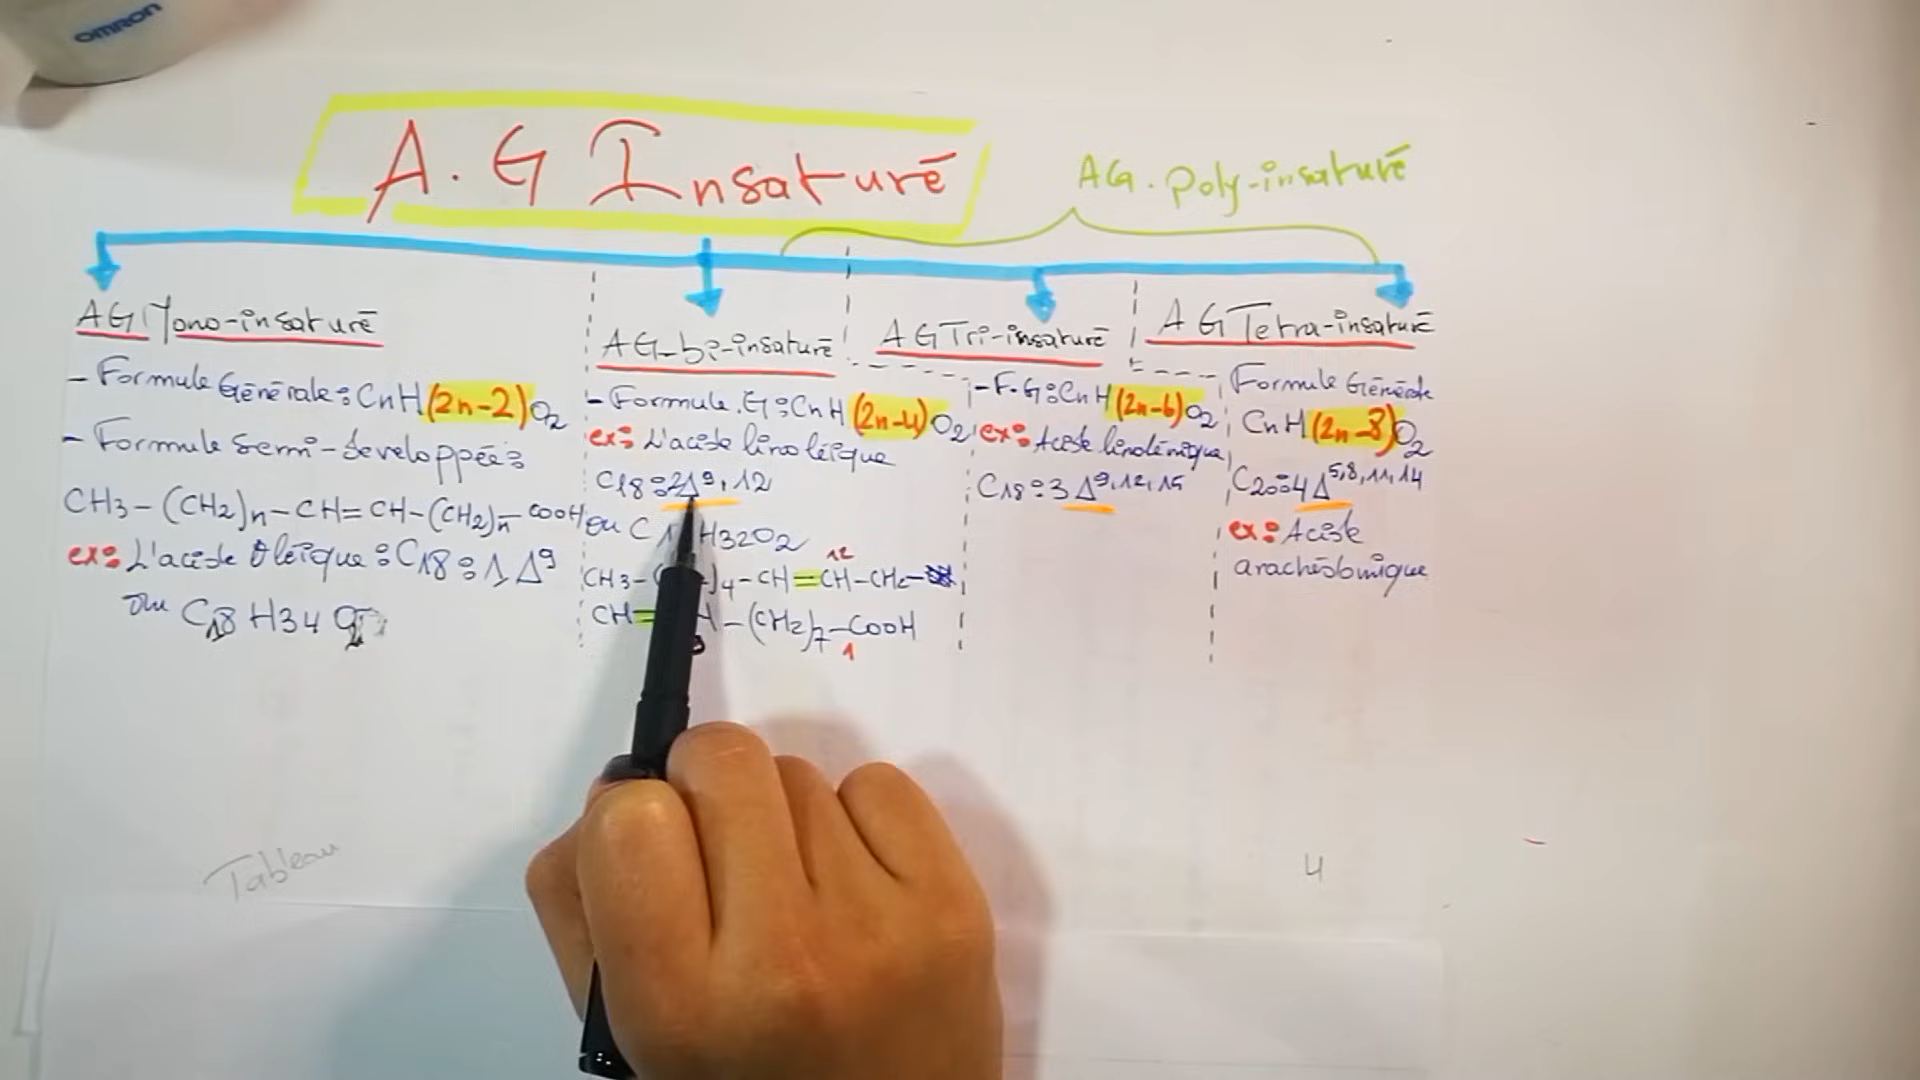 OMRON
A.G Insaturé
AG. Poly-insaturé
AG Mono-insaturé
- Formule Générale : CnH(2n-2)O2
- Formule semi-developpée :
CH3-(CH2)n-CH=CH-(CH2)n-COOH
ex: L'acide Oleïque : C18:1 Δ9
ou C18 H34 O2
AG-bi-insaturé
- Formule.G : CnH(2n-4)O2
ex: L'acide linoléique
C18:2Δ9,12
ou C H32O2
CH3- )4-CH=CH-CH2-
12
CH= H-(CH2)7-COOH
1
AG Tri-insaturé
- F.G : CnH(2n-6)O2
ex: Acide linolénique
C18:3 Δ9,12,15
AG Tetra-insaturé
Formule Générale
CnH(2n-8)O2
C20:4 Δ5,8,11,14
ex: Acide
arachidonique
Tableau
4